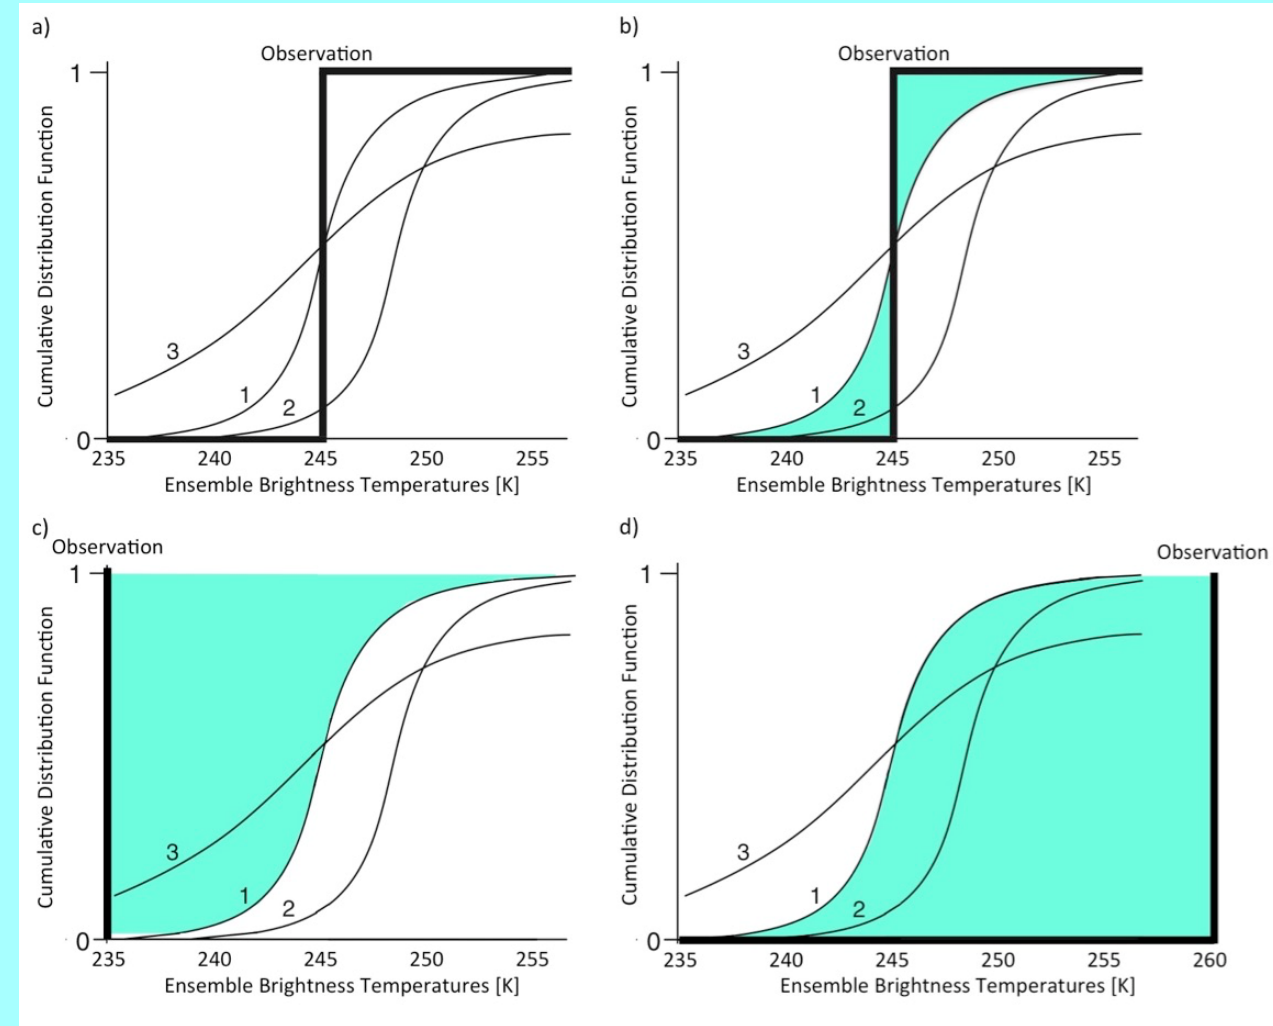 a)
Observation
1
Cumulative Distribution Function
3
1
2
0
235 240 245 250 255
Ensemble Brightness Temperatures [K]
b)
Observation
1
Cumulative Distribution Function
3
1
2
0
235 240 245 250 255
Ensemble Brightness Temperatures [K]
c)
Observation
1
Cumulative Distribution Function
3
1
2
0
235 240 245 250 255
Ensemble Brightness Temperatures [K]
d)
Observation
1
Cumulative Distribution Function
3
1
2
0
235 240 245 250 255 260
Ensemble Brightness Temperatures [K]